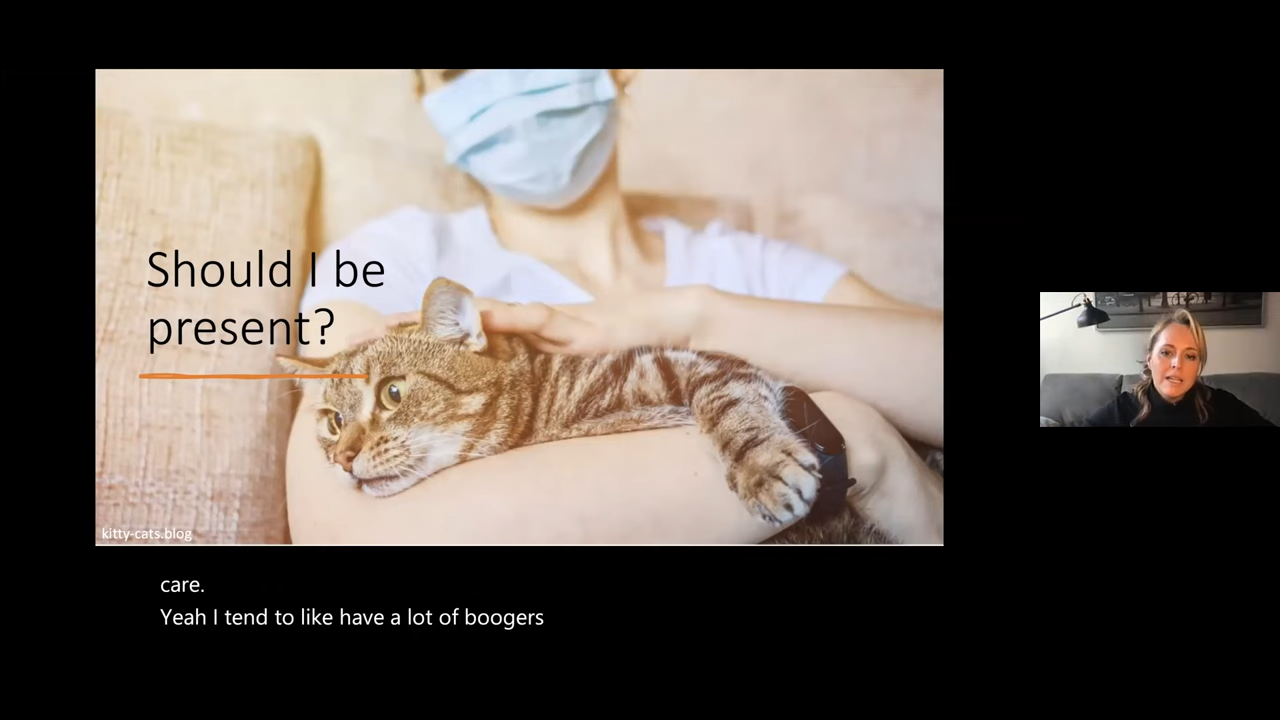 Should I be
present?
kitty-cats.blog
care.
Yeah I tend to like have a lot of boogers